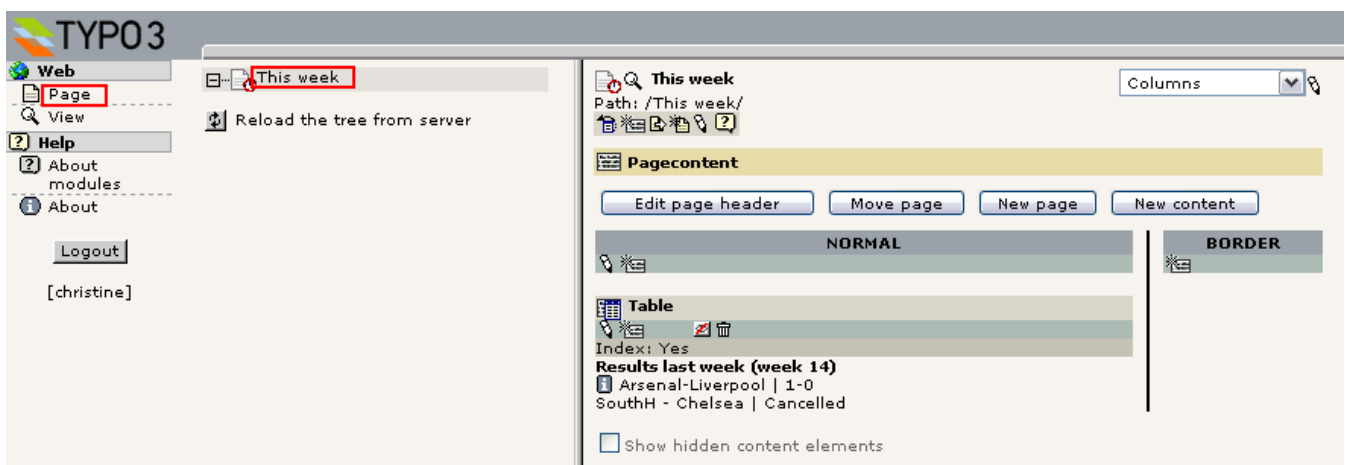 TYPO3
Web
Page
View
Help
About
modules
About
Logout
[christine]
This week
Reload the tree from server
This week
Columns
Path: /This week/
Pagecontent
Edit page header
Move page
New page
New content
NORMAL
BORDER
Table
Index: Yes
Results last week (week 14)
Arsenal-Liverpool | 1-0
SouthH - Chelsea | Cancelled
Show hidden content elements